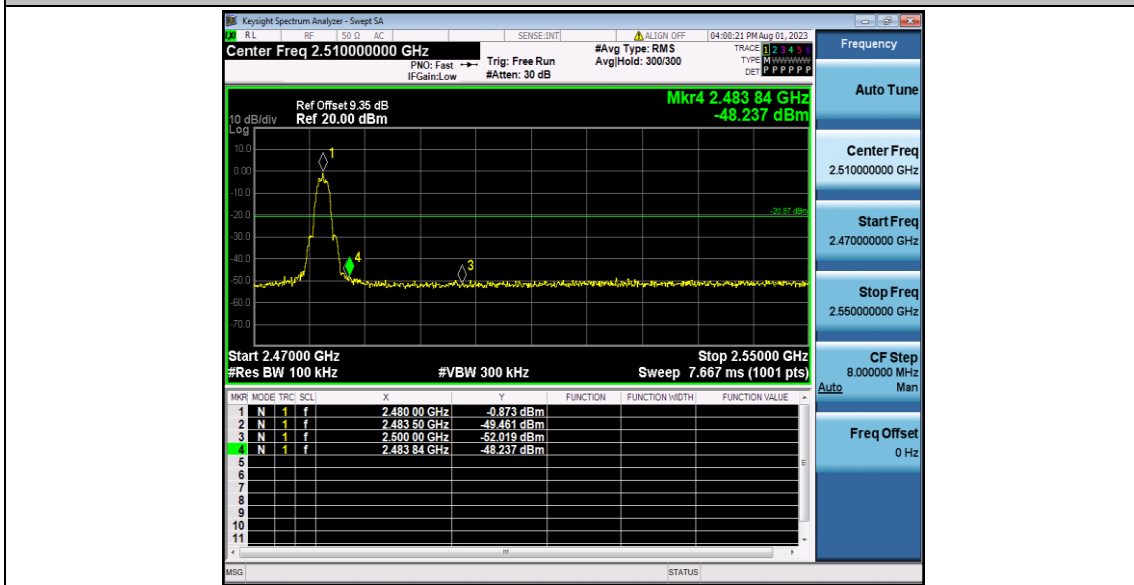 Keysight Spectrum Analyzer - Swept SA
RL RF 50 Ω AC SENSE:INT ALIGN OFF 04:00:21 PM Aug 01, 2023
Center Freq 2.510000000 GHz
#Avg Type: RMS
TRACE 1 2 3 4 5 6
PNO: Fast Trig: Free Run Avg|Hold: 300/300
TYPE M WWWWW
IFGain:Low #Atten: 30 dB
DET P P P P P P
Frequency
Auto Tune
Mkr4 2.483 84 GHz
-48.237 dBm
Ref Offset 9.35 dB
10 dB/div Ref 20.00 dBm
Log
10.0
0.00
-10.0
-20.0
-30.0
-40.0
-50.0
-60.0
-70.0
1
4
3
-20.87 dBm
Start 2.47000 GHz Stop 2.55000 GHz
#Res BW 100 kHz #VBW 300 kHz Sweep 7.667 ms (1001 pts)
Center Freq
2.510000000 GHz
Start Freq
2.470000000 GHz
Stop Freq
2.550000000 GHz
CF Step
8.000000 MHz
Auto Man
Freq Offset
0 Hz
MKR MODE TRC SCL X Y FUNCTION FUNCTION WIDTH FUNCTION VALUE
1 N 1 f 2.480 00 GHz -0.873 dBm
2 N 1 f 2.483 50 GHz -49.461 dBm
3 N 1 f 2.500 00 GHz -52.019 dBm
4 N 1 f 2.483 84 GHz -48.237 dBm
5
6
7
8
9
10
11
MSG STATUS